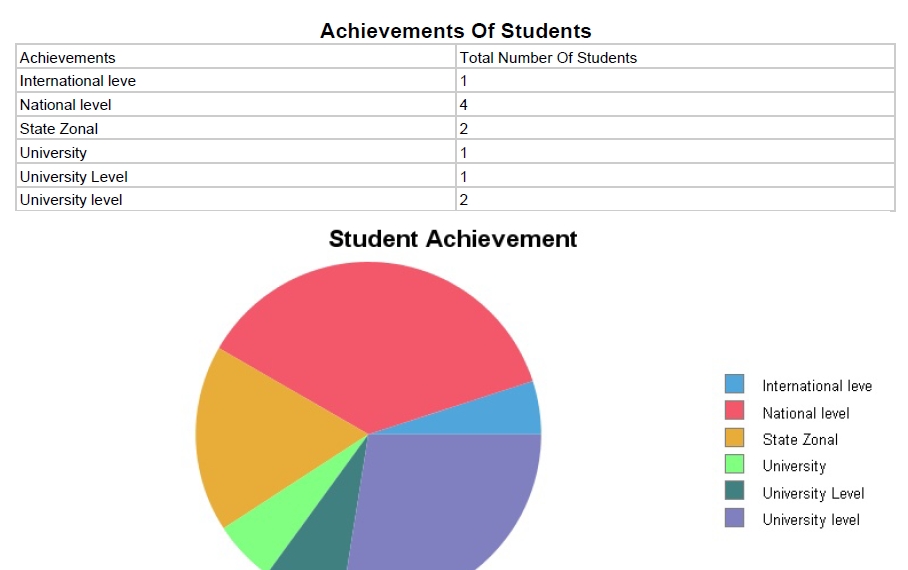 Achievements Of Students
Achievements Total Number Of Students
International leve 1
National level 4
State Zonal 2
University 1
University Level 1
University level 2
Student Achievement
International leve
National level
State Zonal
University
University Level
University level